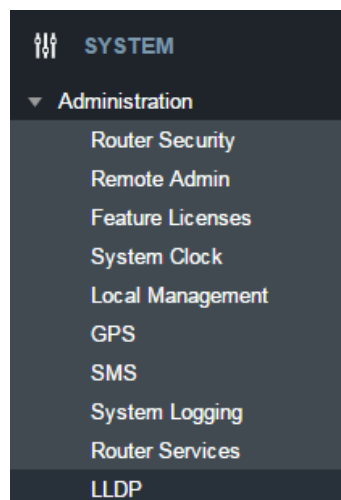 SYSTEM
Administration
Router Security
Remote Admin
Feature Licenses
System Clock
Local Management
GPS
SMS
System Logging
Router Services
LLDP